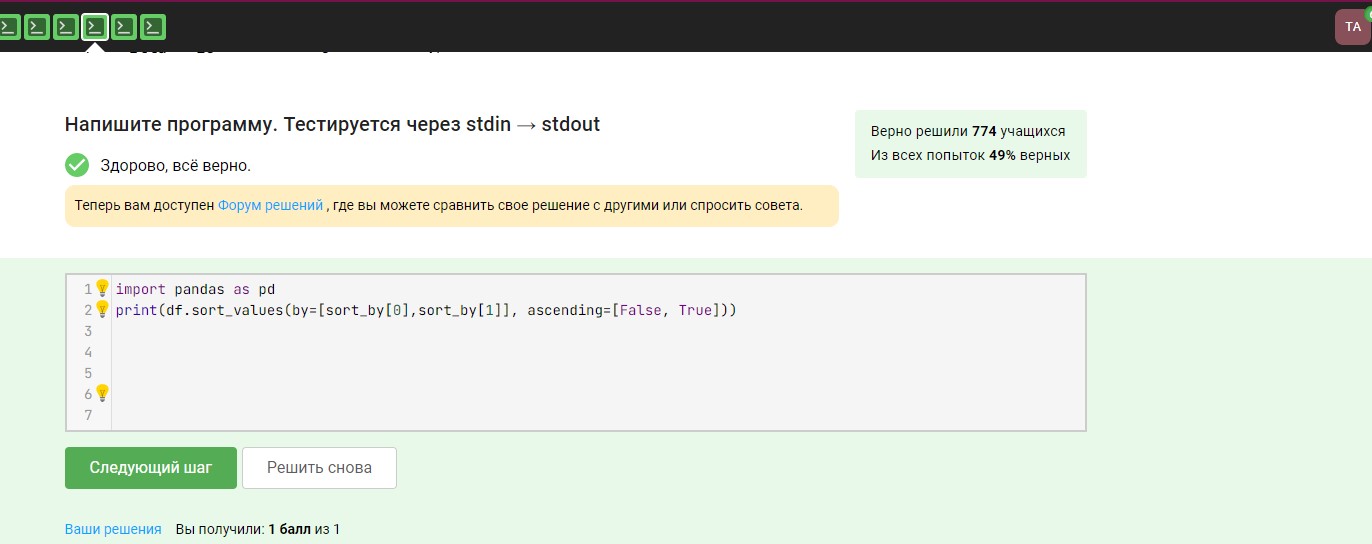 TA
Напишите программу. Тестируется через stdin → stdout
Верно решили 774 учащихся
Из всех попыток 49% верных
Здорово, всё верно.
Теперь вам доступен Форум решений , где вы можете сравнить свое решение с другими или спросить совета.
1 import pandas as pd
2 print(df.sort_values(by=[sort_by[0],sort_by[1]], ascending=[False, True]))
3
4
5
6
7
Следующий шаг Решить снова
Ваши решения Вы получили: 1 балл из 1